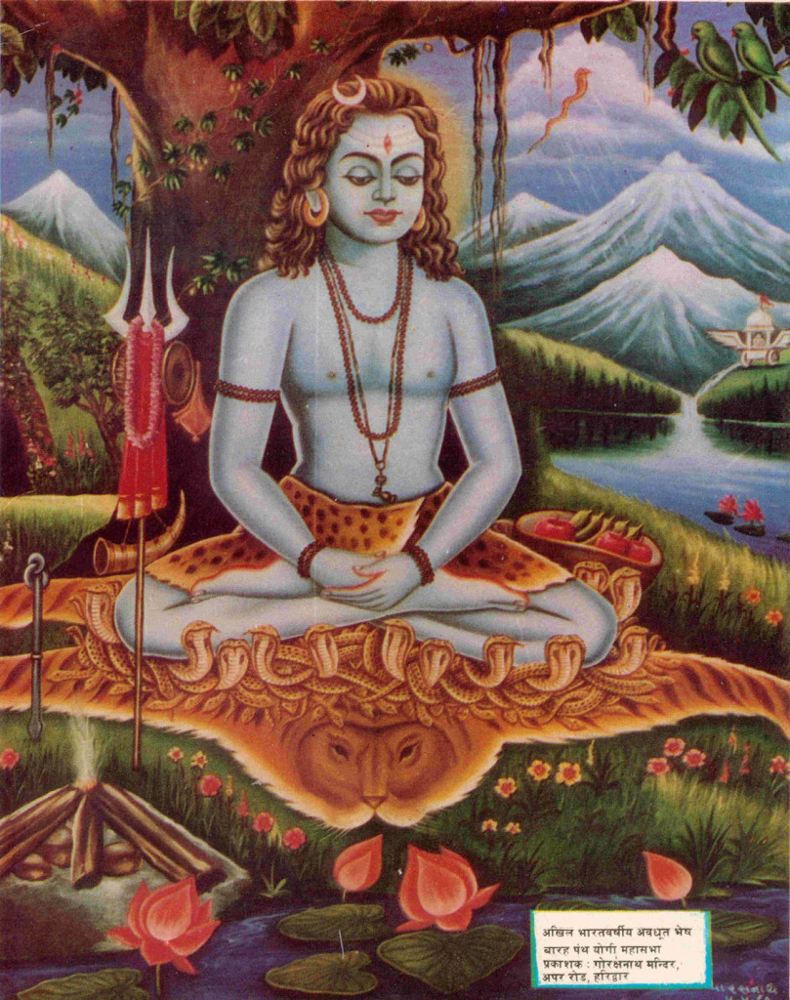 अखिल भारतवर्षीय अवधूत भेष
बारह पंथ योगी महासभा
प्रकाशक : गोरक्षनाथ मन्दिर,
अपर रोड, हरिद्वार